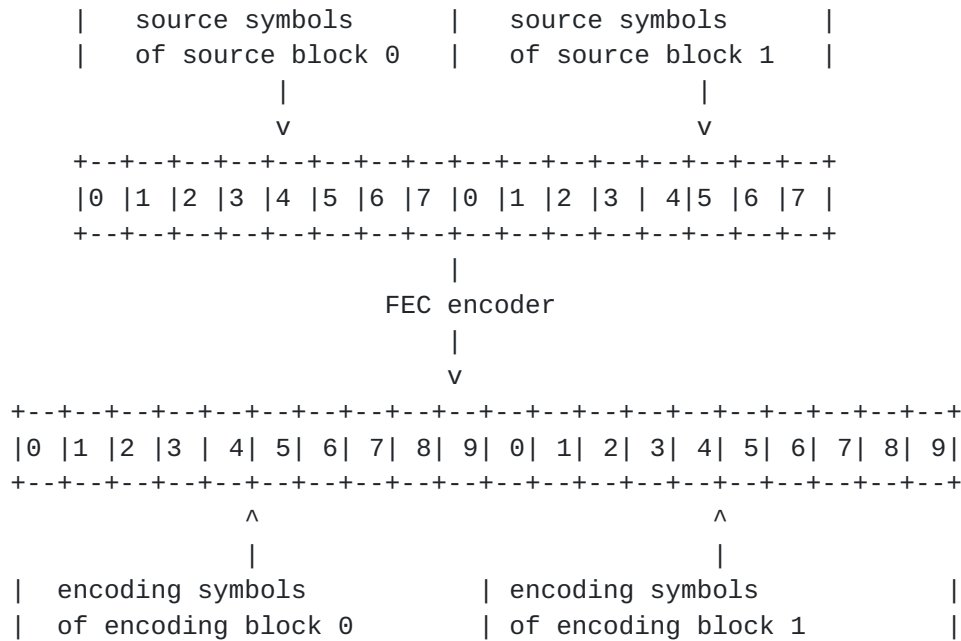 |   source symbols      |   source symbols      |
|   of source block 0   |   of source block 1   |
|                          |
v                          v
+--+--+--+--+--+--+--+--+--+--+--+--+--+--+--+--+
|0 |1 |2 |3 |4 |5 |6 |7 |0 |1 |2 |3 | 4|5 |6 |7 |
+--+--+--+--+--+--+--+--+--+--+--+--+--+--+--+--+
|
FEC encoder
|
v
+--+--+--+--+--+--+--+--+--+--+--+--+--+--+--+--+--+--+--+--+
|0 |1 |2 |3 | 4| 5| 6| 7| 8| 9| 0| 1| 2| 3| 4| 5| 6| 7| 8| 9|
+--+--+--+--+--+--+--+--+--+--+--+--+--+--+--+--+--+--+--+--+
^                             ^
|                             |
|  encoding symbols           | encoding symbols            |
|  of encoding block 0        | of encoding block 1         |